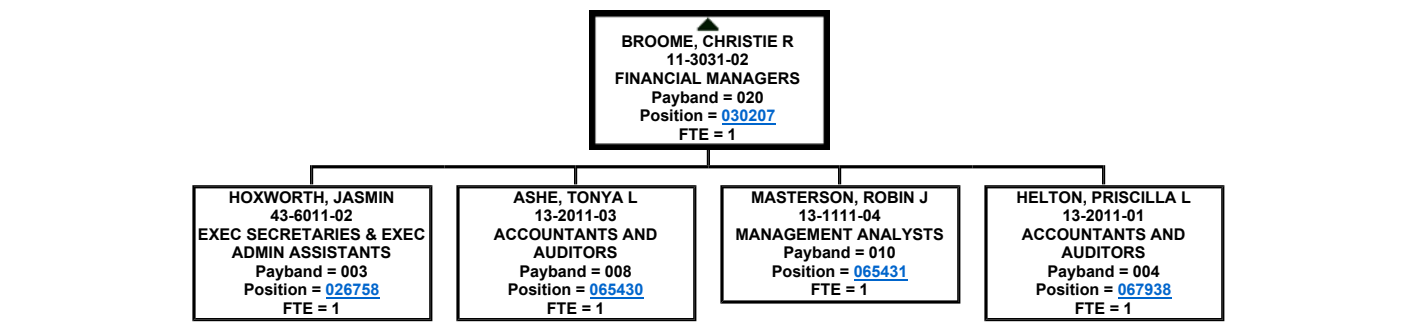 BROOME, CHRISTIE R
11-3031-02
FINANCIAL MANAGERS
Payband = 020
Position = 030207
FTE = 1
HOXWORTH, JASMIN
43-6011-02
EXEC SECRETARIES & EXEC
ADMIN ASSISTANTS
Payband = 003
Position = 026758
FTE = 1
ASHE, TONYA L
13-2011-03
ACCOUNTANTS AND
AUDITORS
Payband = 008
Position = 065430
FTE = 1
MASTERSON, ROBIN J
13-1111-04
MANAGEMENT ANALYSTS
Payband = 010
Position = 065431
FTE = 1
HELTON, PRISCILLA L
13-2011-01
ACCOUNTANTS AND
AUDITORS
Payband = 004
Position = 067938
FTE = 1